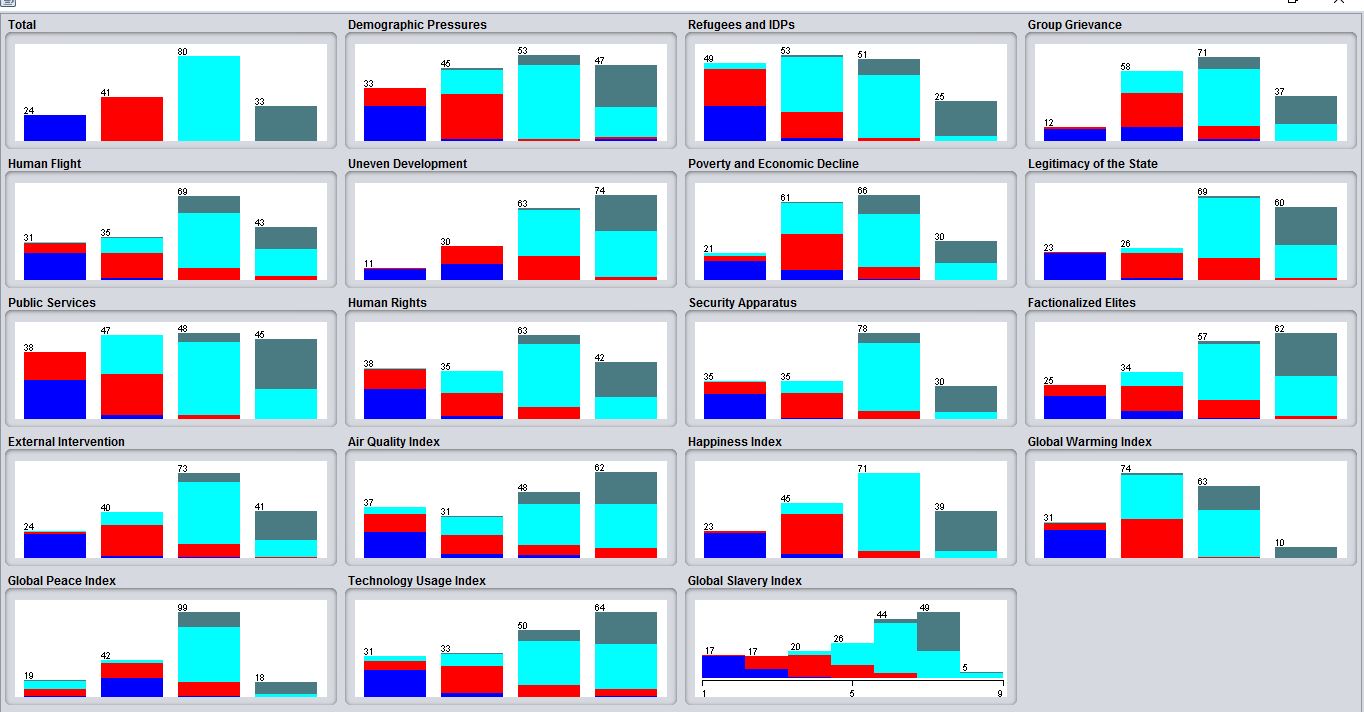 Total Demographic Pressures Refugees and IDPs Group Grievance
24 41 80 33
33 45 53 47
49 53 51 25
12 58 71 37
Human Flight Uneven Development Poverty and Economic Decline Legitimacy of the State
31 35 69 43
11 30 63 74
21 61 66 30
23 26 69 60
Public Services Human Rights Security Apparatus Factionalized Elites
38 47 48 45
38 35 63 42
35 35 78 30
25 34 57 62
External Intervention Air Quality Index Happiness Index Global Warming Index
24 40 73 41
37 31 48 62
23 45 71 39
31 74 63 10
Global Peace Index Technology Usage Index Global Slavery Index
19 42 99 18
31 33 50 64
17 17 20 26 44 49 5
1 5 9